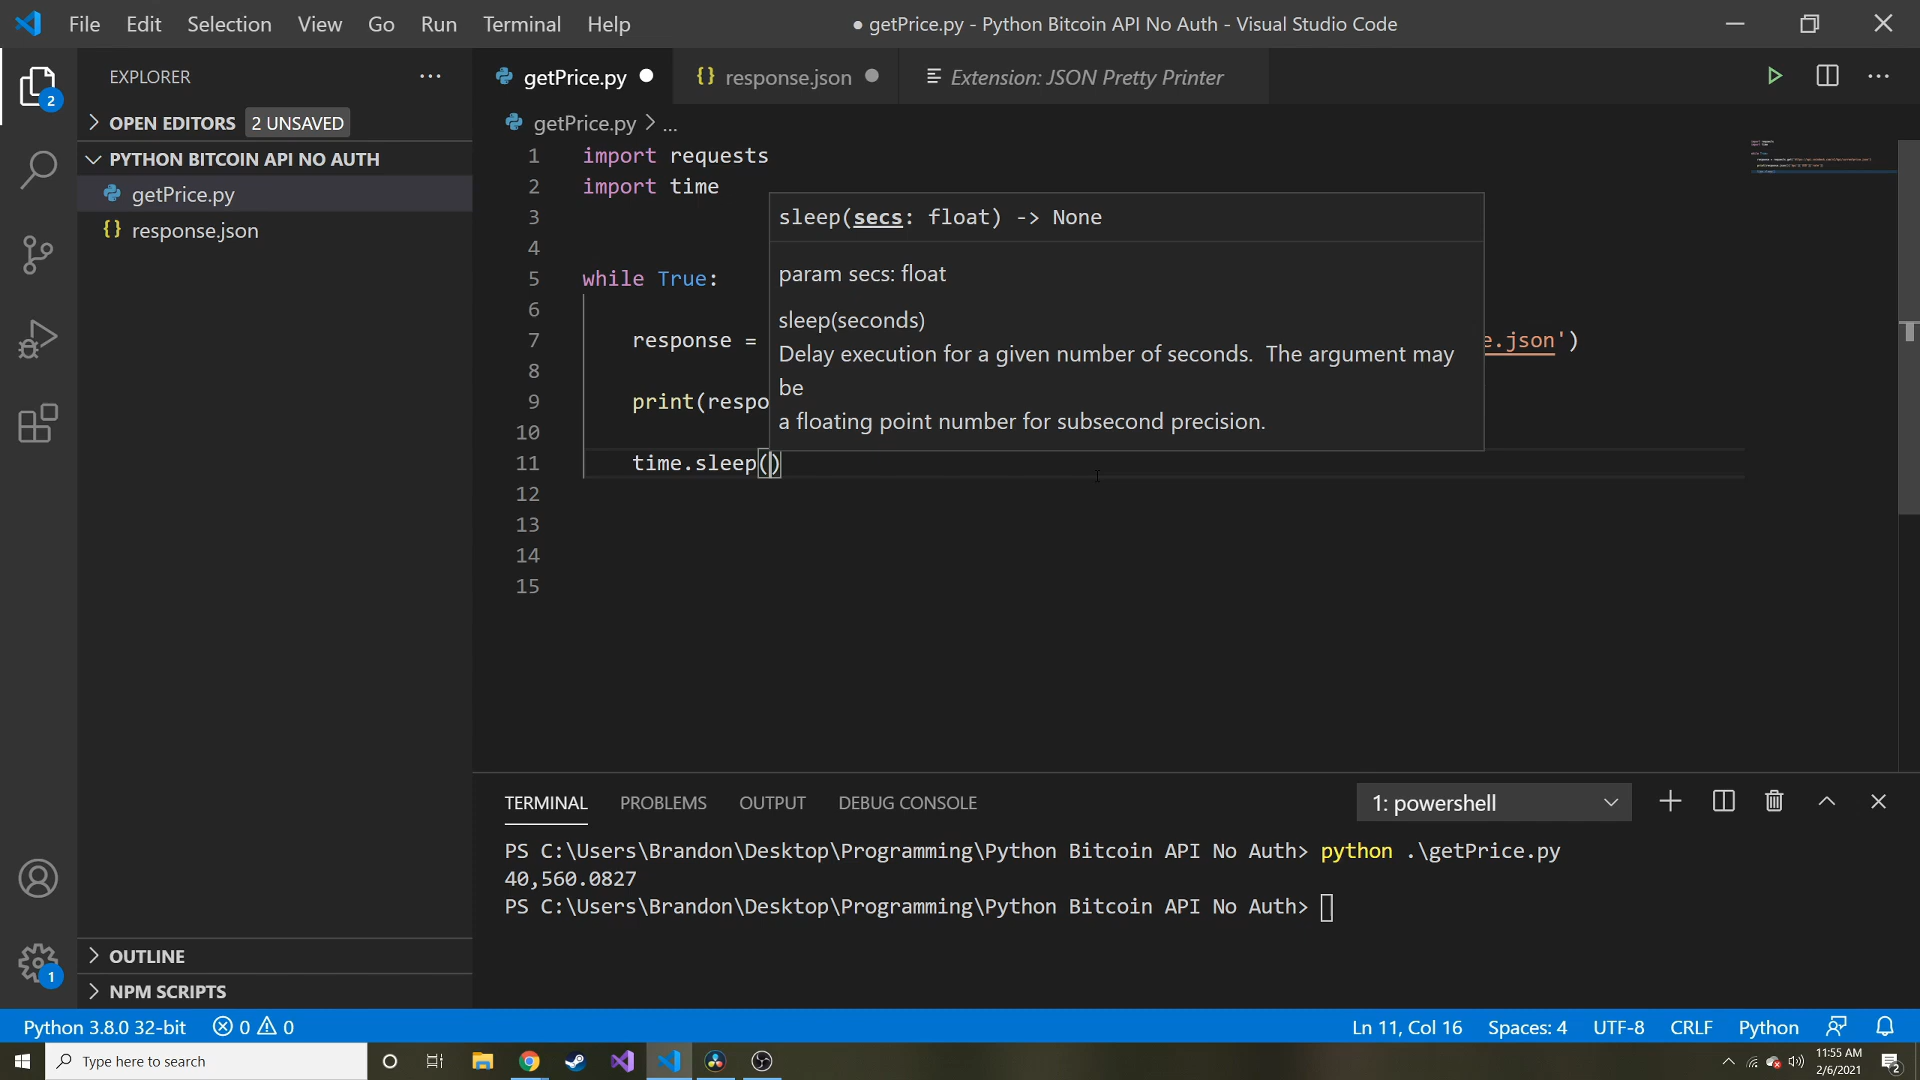 File Edit Selection View Go Run Terminal Help
● getPrice.py - Python Bitcoin API No Auth - Visual Studio Code
EXPLORER
2
OPEN EDITORS 2 UNSAVED
PYTHON BITCOIN API NO AUTH
getPrice.py
{} response.json
OUTLINE
NPM SCRIPTS
1
getPrice.py
{} response.json
Extension: JSON Pretty Printer
getPrice.py > ...
1 import requests
2 import time
3
4
5 while True:
6
7 response = e.json')
8
9 print(respo
10
11 time.sleep()
12
13
14
15
sleep(secs: float) -> None
param secs: float
sleep(seconds)
Delay execution for a given number of seconds. The argument may
be
a floating point number for subsecond precision.
TERMINAL PROBLEMS OUTPUT DEBUG CONSOLE
1: powershell
PS C:\Users\Brandon\Desktop\Programming\Python Bitcoin API No Auth> python .\getPrice.py
40,560.0827
PS C:\Users\Brandon\Desktop\Programming\Python Bitcoin API No Auth>
Python 3.8.0 32-bit 0 0
Ln 11, Col 16 Spaces: 4 UTF-8 CRLF Python
Type here to search
11:55 AM
2/6/2021
2